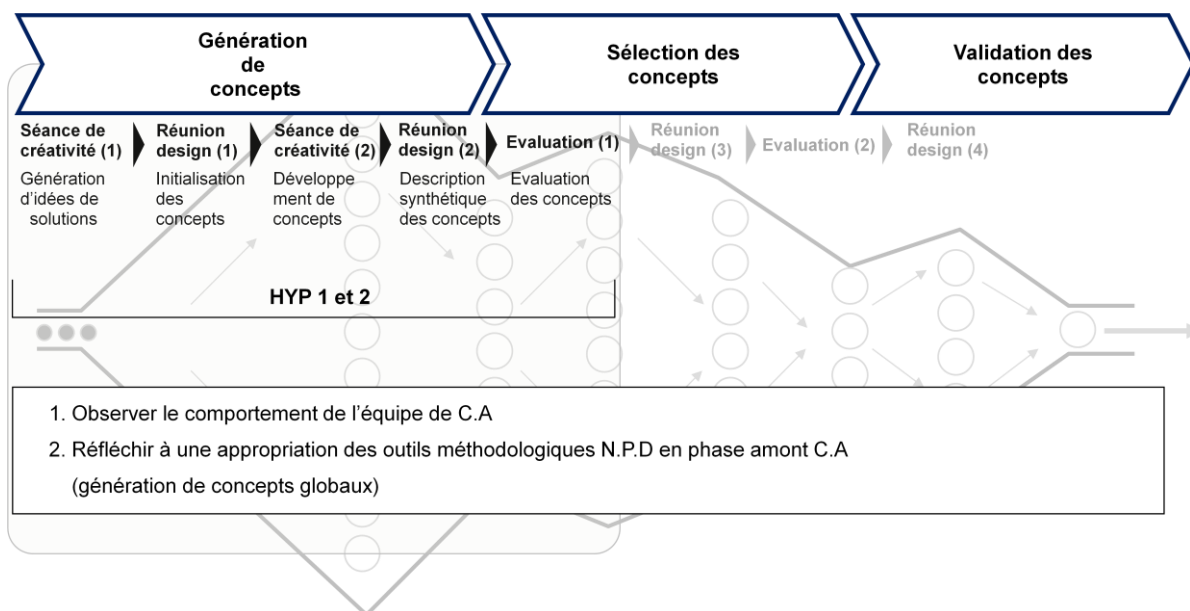 Génération
de
concepts
Sélection des
concepts
Validation des
concepts
Séance de
créativité (1)
Réunion
design (1)
Séance de
créativité (2)
Réunion
design (2)
Evaluation (1)
Réunion
design (3)
Evaluation (2)
Réunion
design (4)
Génération
d'idées de
solutions
Initialisation
des
concepts
Développe
ment de
concepts
Description
synthétique
des concepts
Evaluation
des concepts
HYP 1 et 2
1. Observer le comportement de l'équipe de C.A
2. Réfléchir à une appropriation des outils méthodologiques N.P.D en phase amont C.A
(génération de concepts globaux)